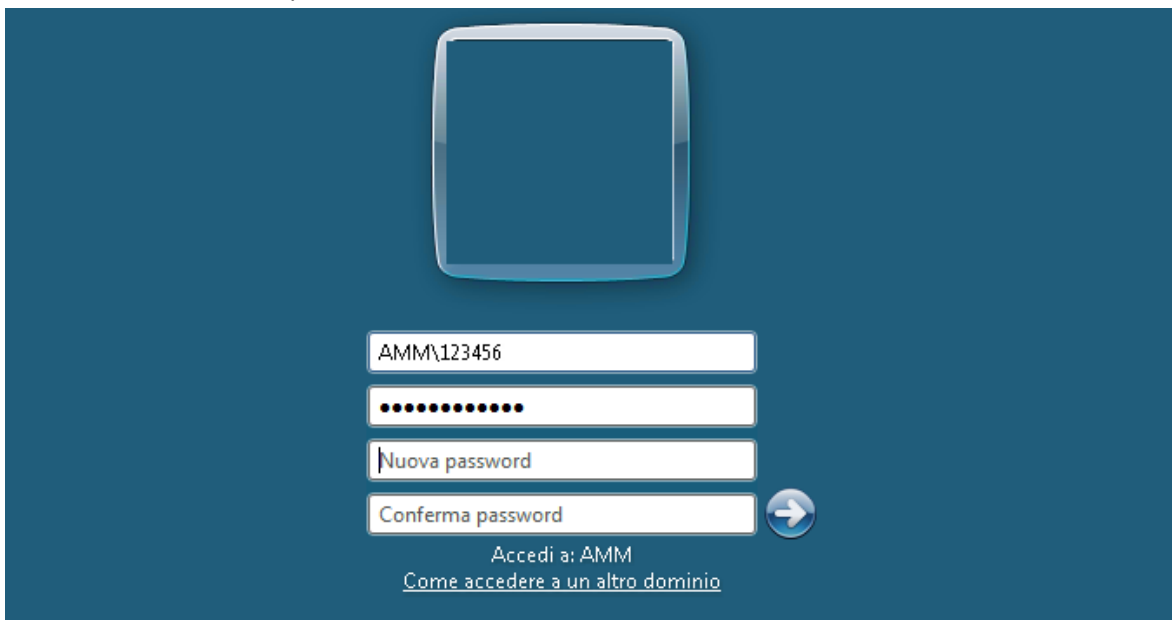 AMM\123456
●●●●●●●●●●●●
Nuova password
Conferma password
Accedi a: AMM
Come accedere a un altro dominio